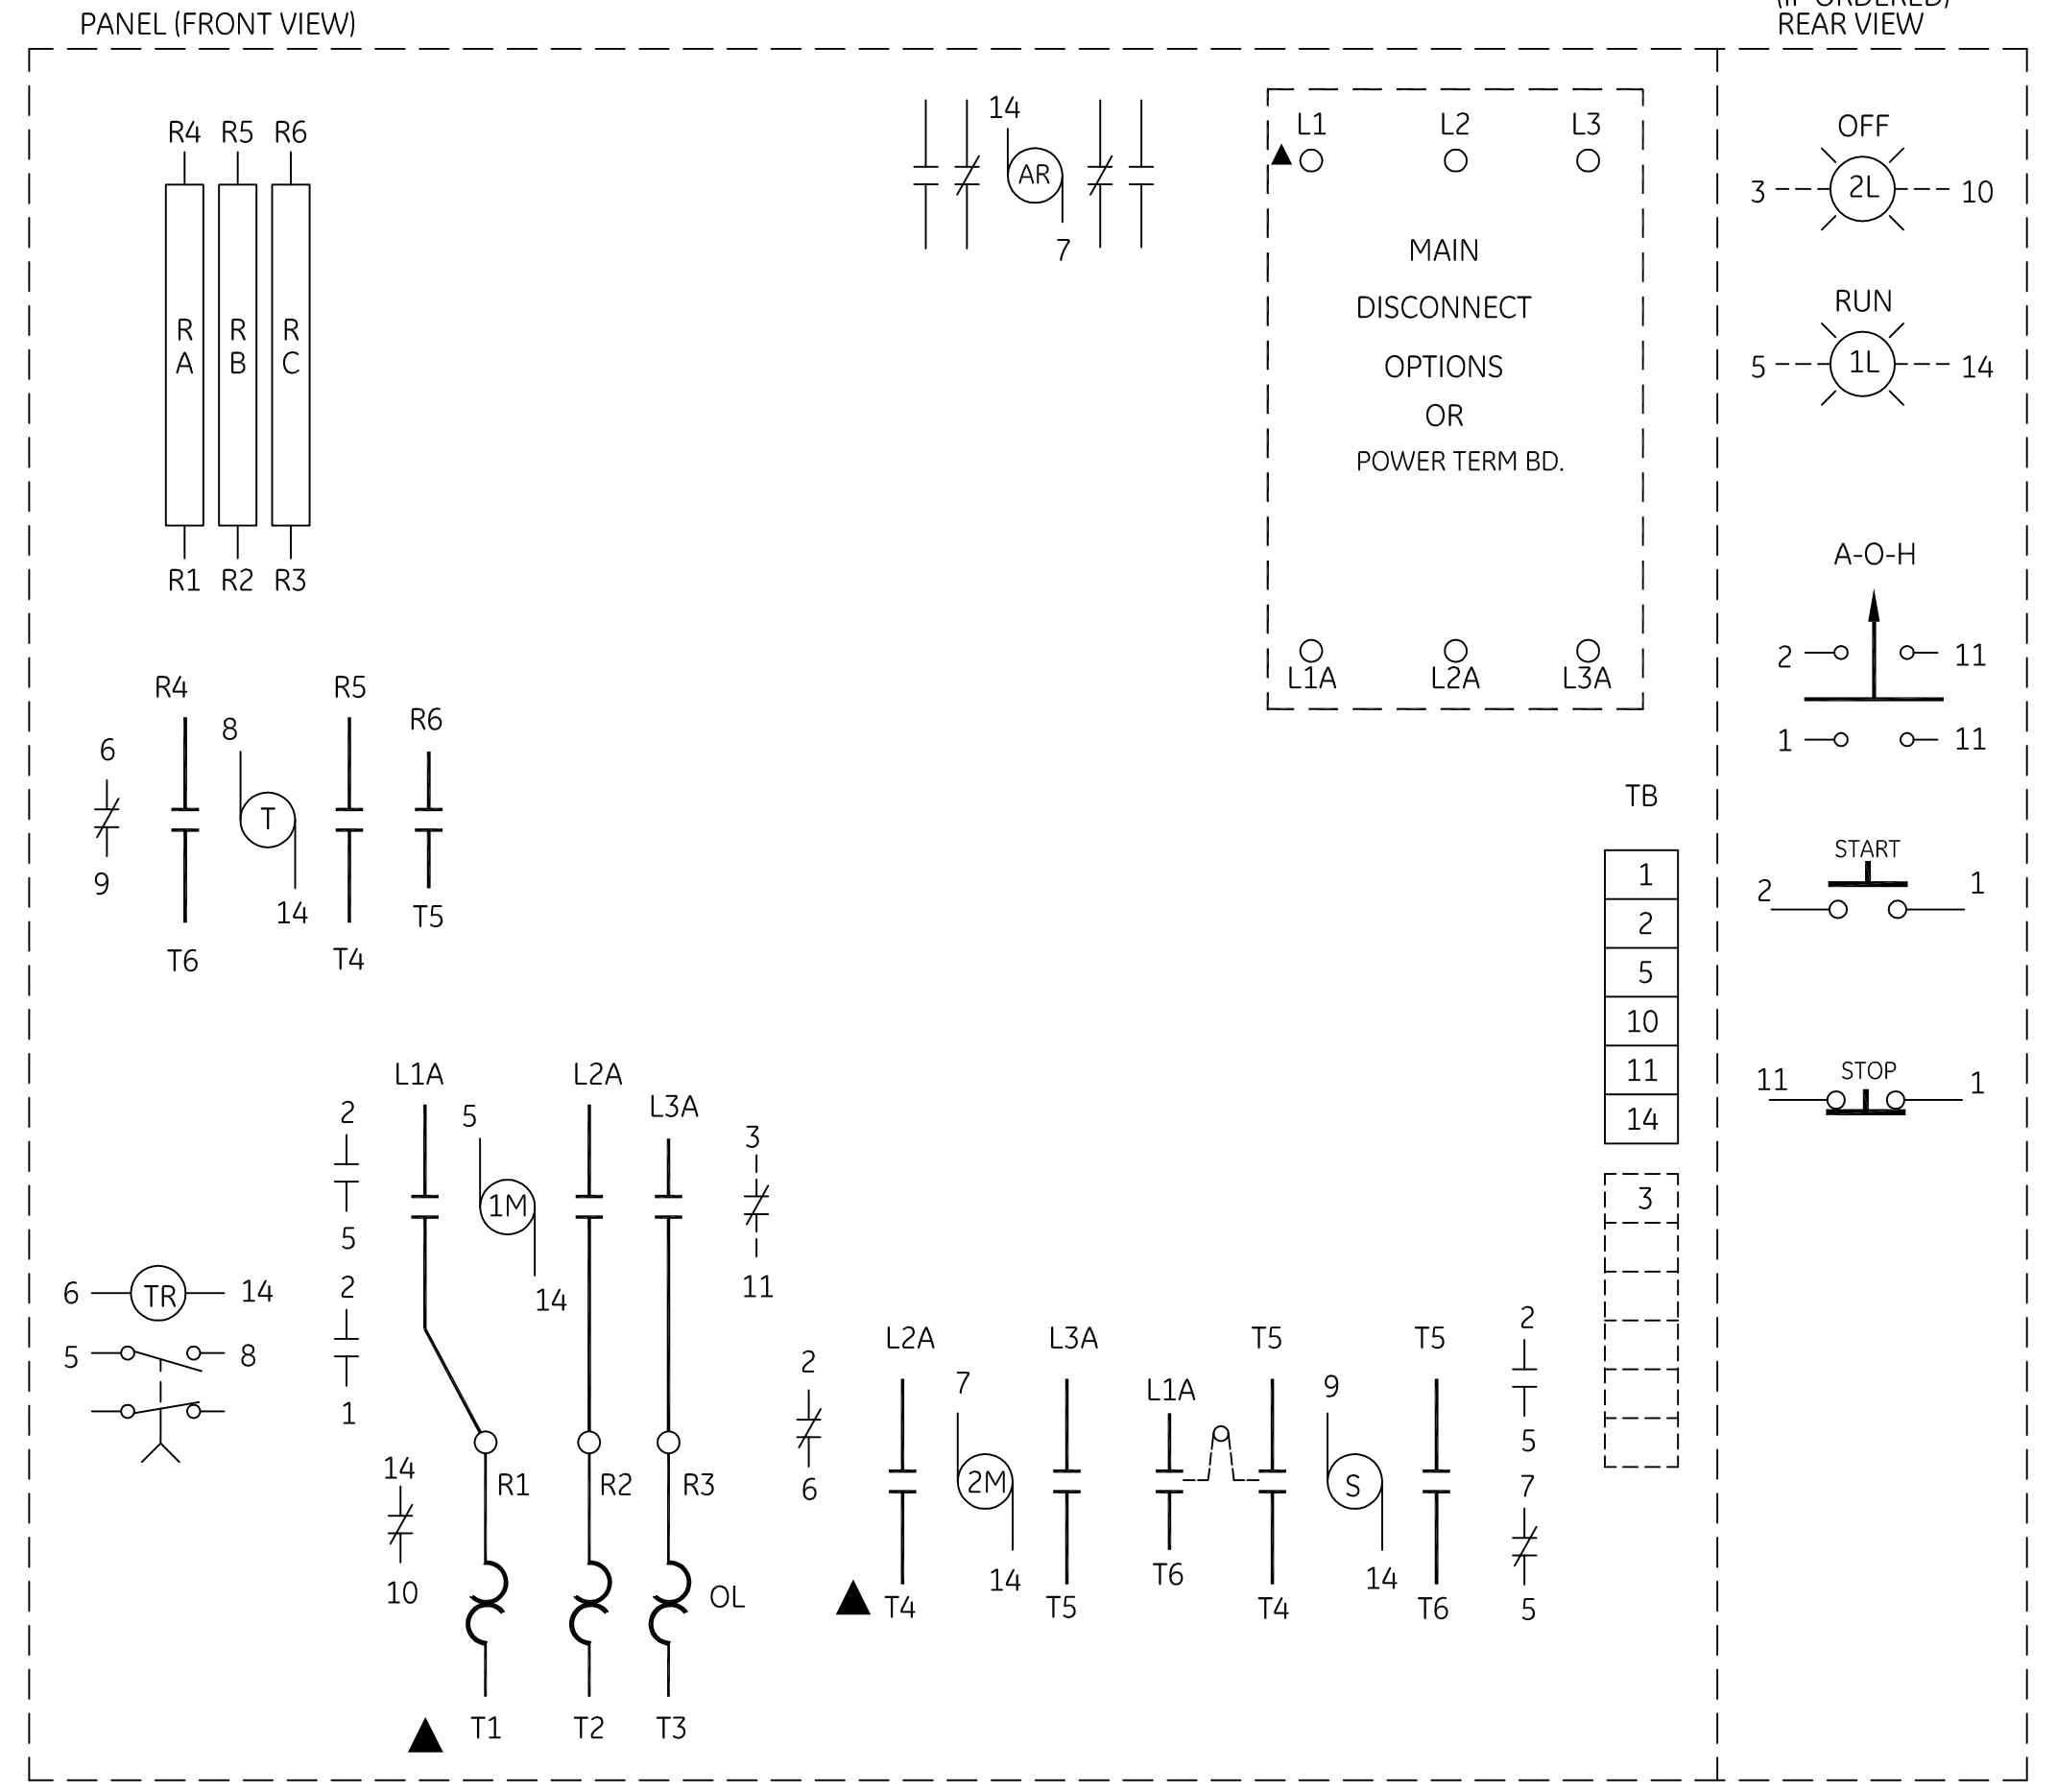 PANEL (FRONT VIEW)
REAR VIEW
R4 R5 R6
R A
R B
R C
R1 R2 R3
14
AR
7
L1 L2 L3
MAIN
DISCONNECT
OPTIONS
OR
POWER TERM BD.
L1A L2A L3A
OFF
3 2L 10
RUN
5 1L 14
A-O-H
2 11
1 11
START
2 1
STOP
11 1
R4 R5 R6
6 8
T
9 14
T6 T4 T5
TB
1
2
5
10
11
14
3
L1A L2A L3A
2 5 3
1M
5 14 11
2
1
6 TR 14
5 8
14
10
R1 R2 R3
OL
T1 T2 T3
L2A L3A T5 T5
2 7 L1A 9 2
2M S
6 14 T6 14 5
T4 T5 T4 T6
7
5